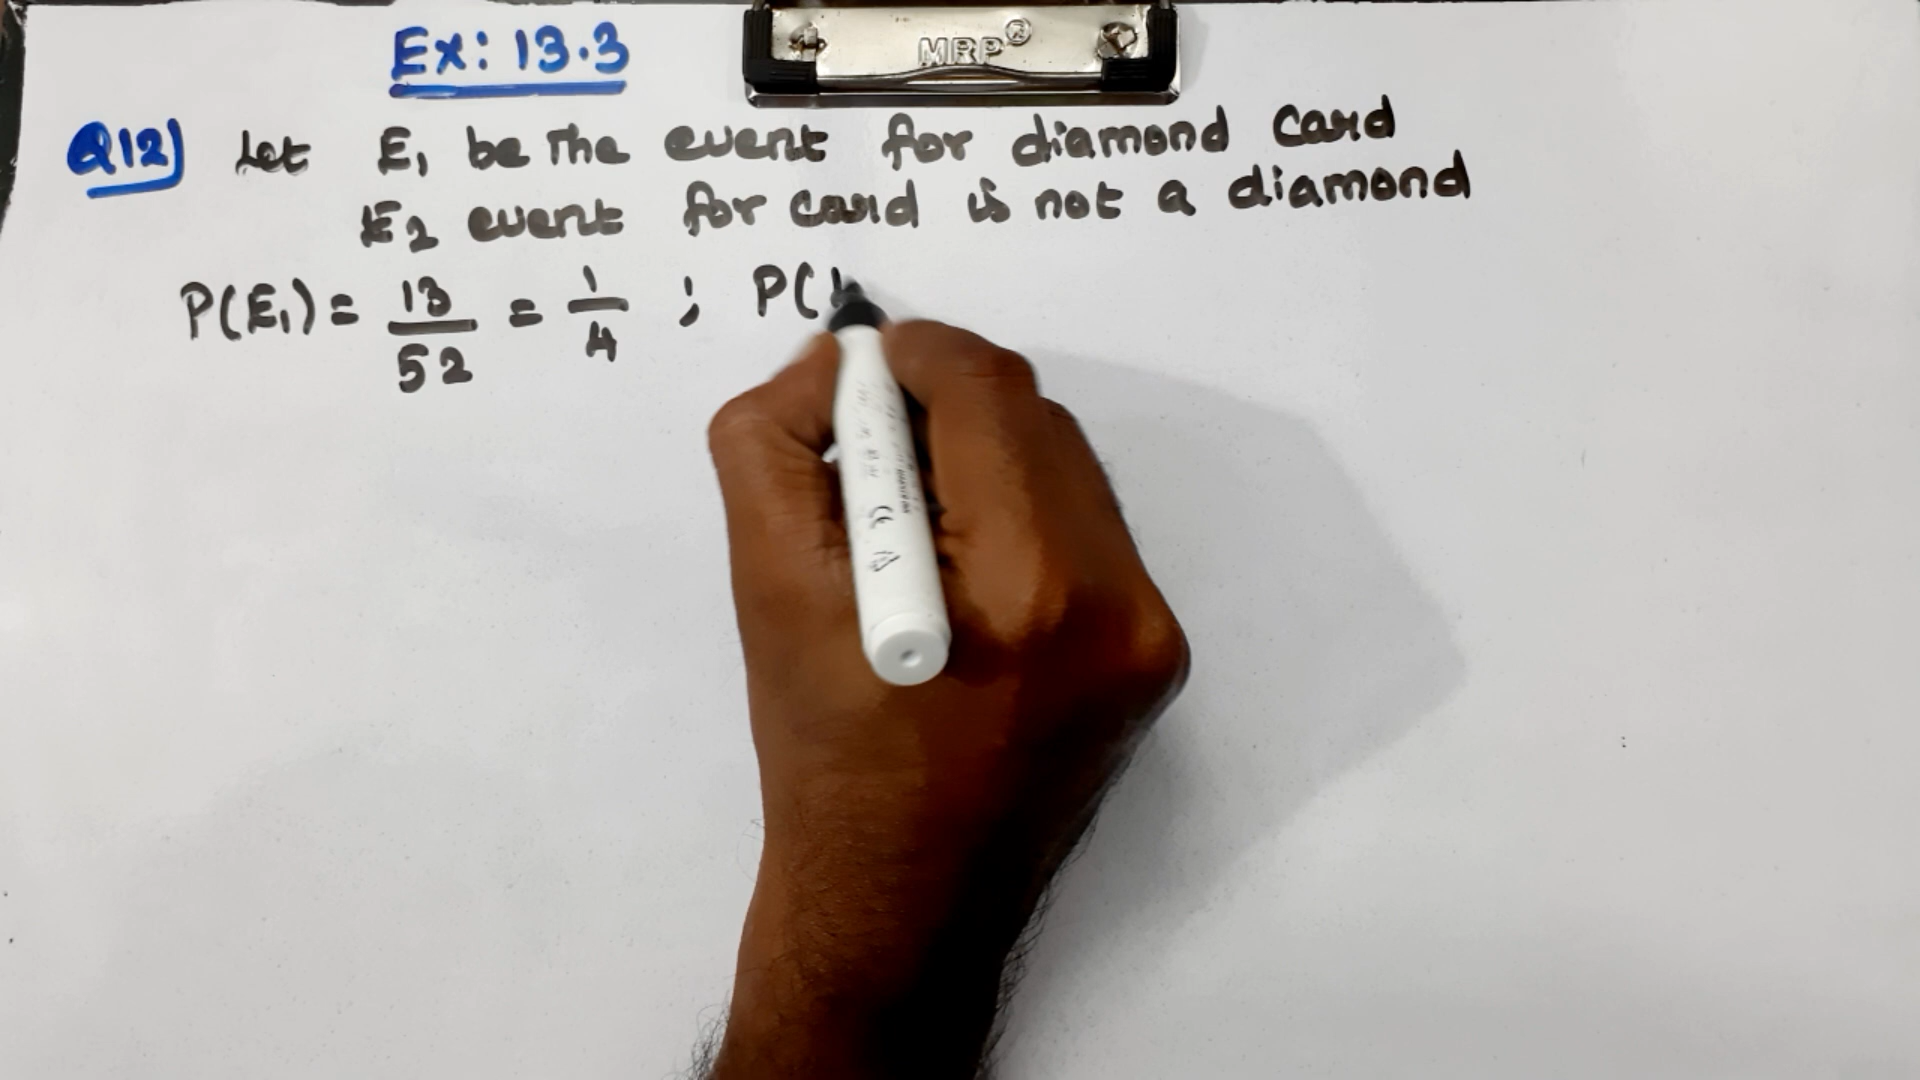 MRP®
Ex: 13.3
Q12) Let E₁ be the event for diamond card
E₂ event for card is not a diamond
P(E₁) = 13/52 = 1/4 ; P(
CE